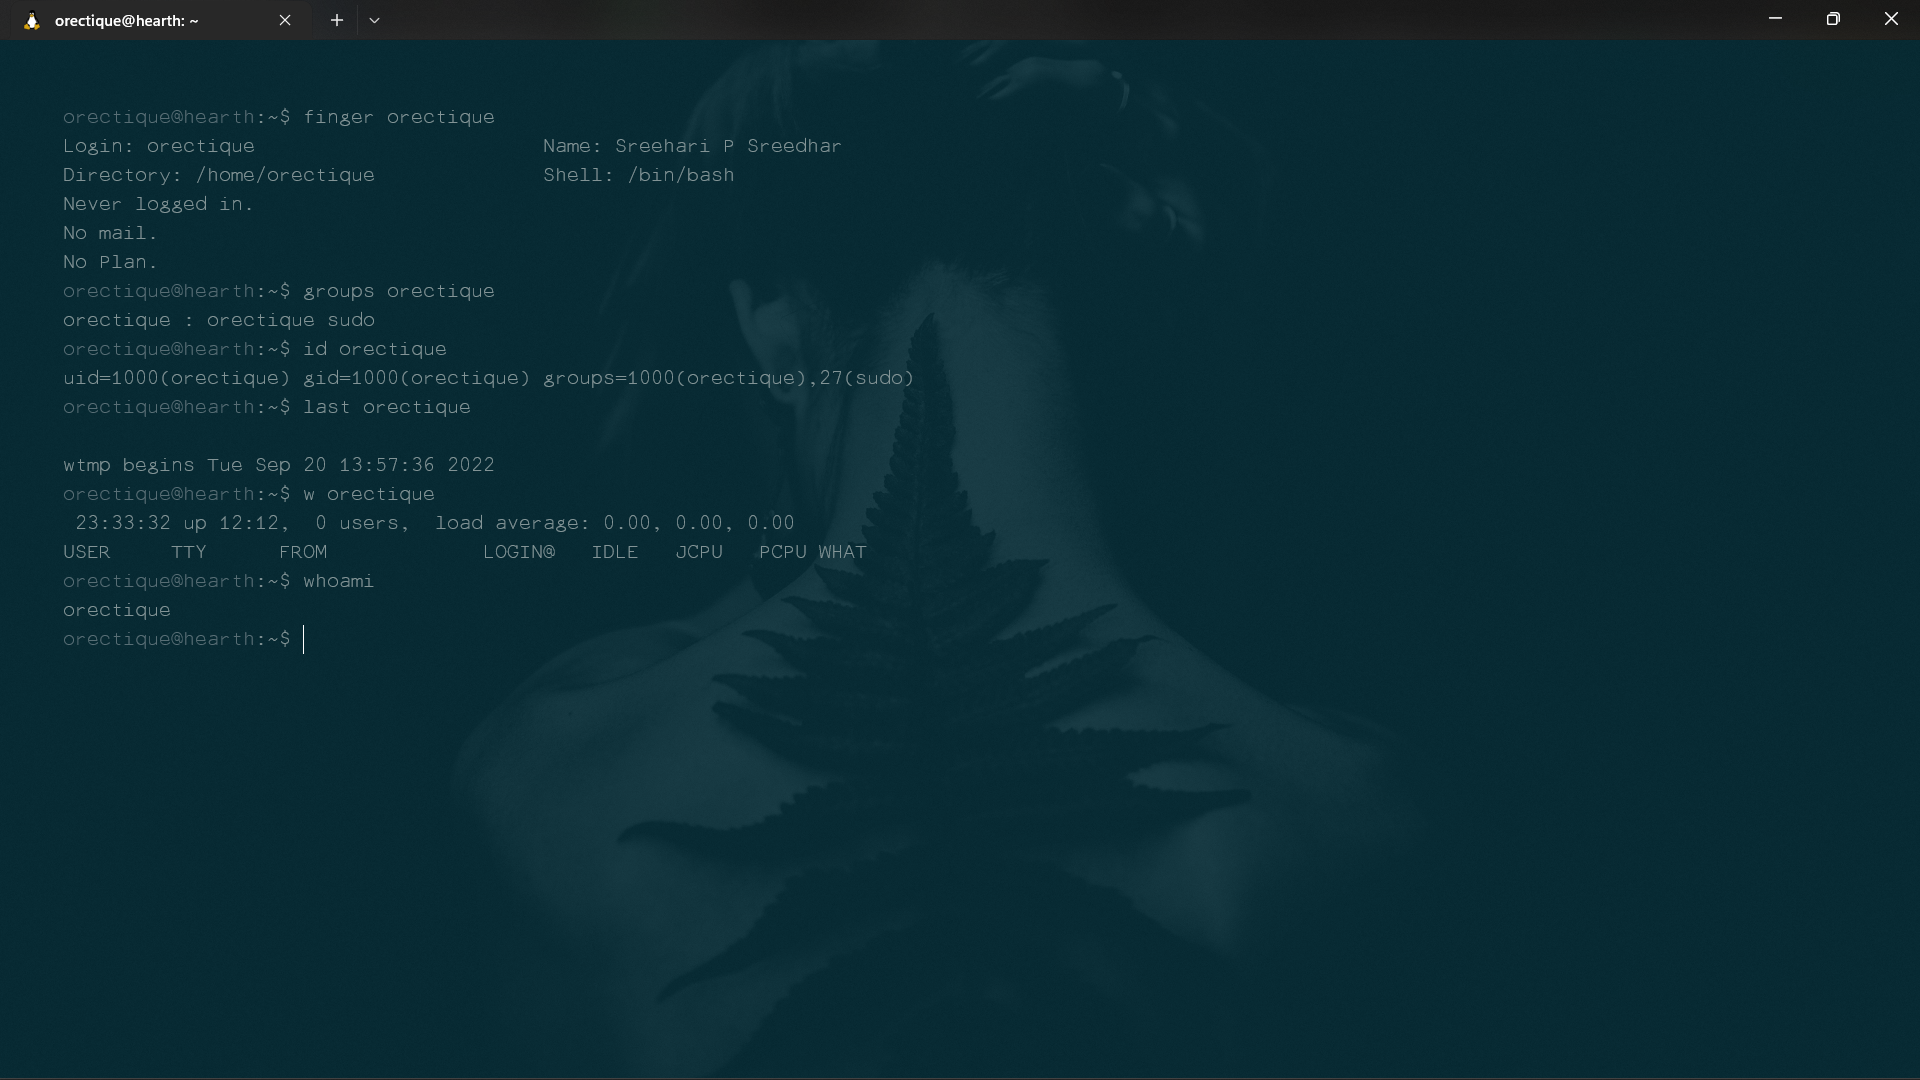 orectique@hearth: ~
orectique@hearth:~$ finger orectique
Login: orectique                        Name: Sreehari P Sreedhar
Directory: /home/orectique              Shell: /bin/bash
Never logged in.
No mail.
No Plan.
orectique@hearth:~$ groups orectique
orectique : orectique sudo
orectique@hearth:~$ id orectique
uid=1000(orectique) gid=1000(orectique) groups=1000(orectique),27(sudo)
orectique@hearth:~$ last orectique
wtmp begins Tue Sep 20 13:57:36 2022
orectique@hearth:~$ w orectique
 23:33:32 up 12:12,  0 users,  load average: 0.00, 0.00, 0.00
USER     TTY      FROM             LOGIN@   IDLE   JCPU   PCPU WHAT
orectique@hearth:~$ whoami
orectique
orectique@hearth:~$